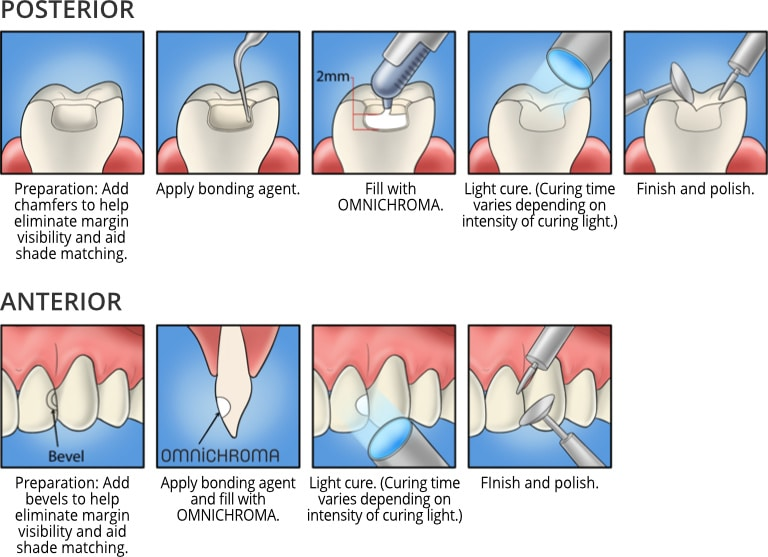 POSTERIOR
2mm
Preparation: Add
chamfers to help
eliminate margin
visibility and aid
shade matching.
Apply bonding agent.
Fill with
OMNICHROMA.
Light cure. (Curing time
varies depending on
intensity of curing light.)
Finish and polish.
ANTERIOR
Bevel
OMNiCHROMA
Preparation: Add
bevels to help
eliminate margin
visibility and aid
shade matching.
Apply bonding agent
and fill with
OMNICHROMA.
Light cure. (Curing time
varies depending on
intensity of curing light.)
FInish and polish.